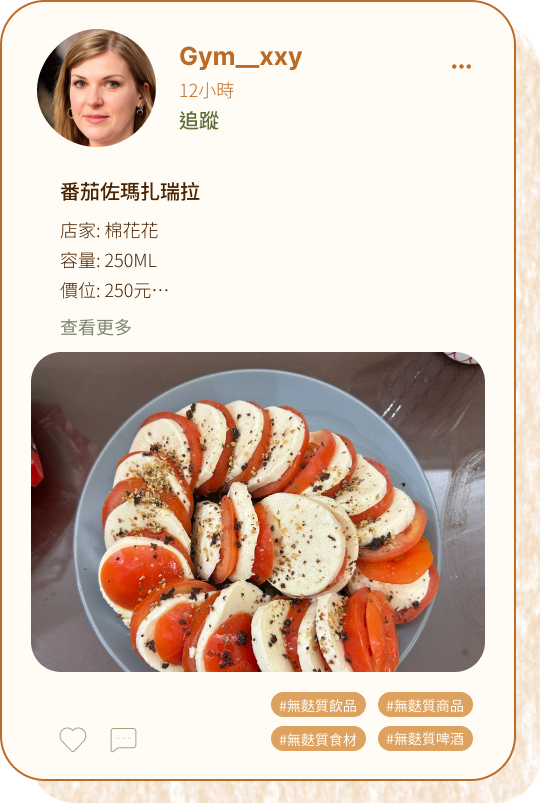 Gym__xxy
12小時
追蹤
番茄佐瑪扎瑞拉
店家: 棉花花
容量: 250ML
價位: 250元…
查看更多
#無麩質飲品 #無麩質商品
#無麩質食材 #無麩質啤酒